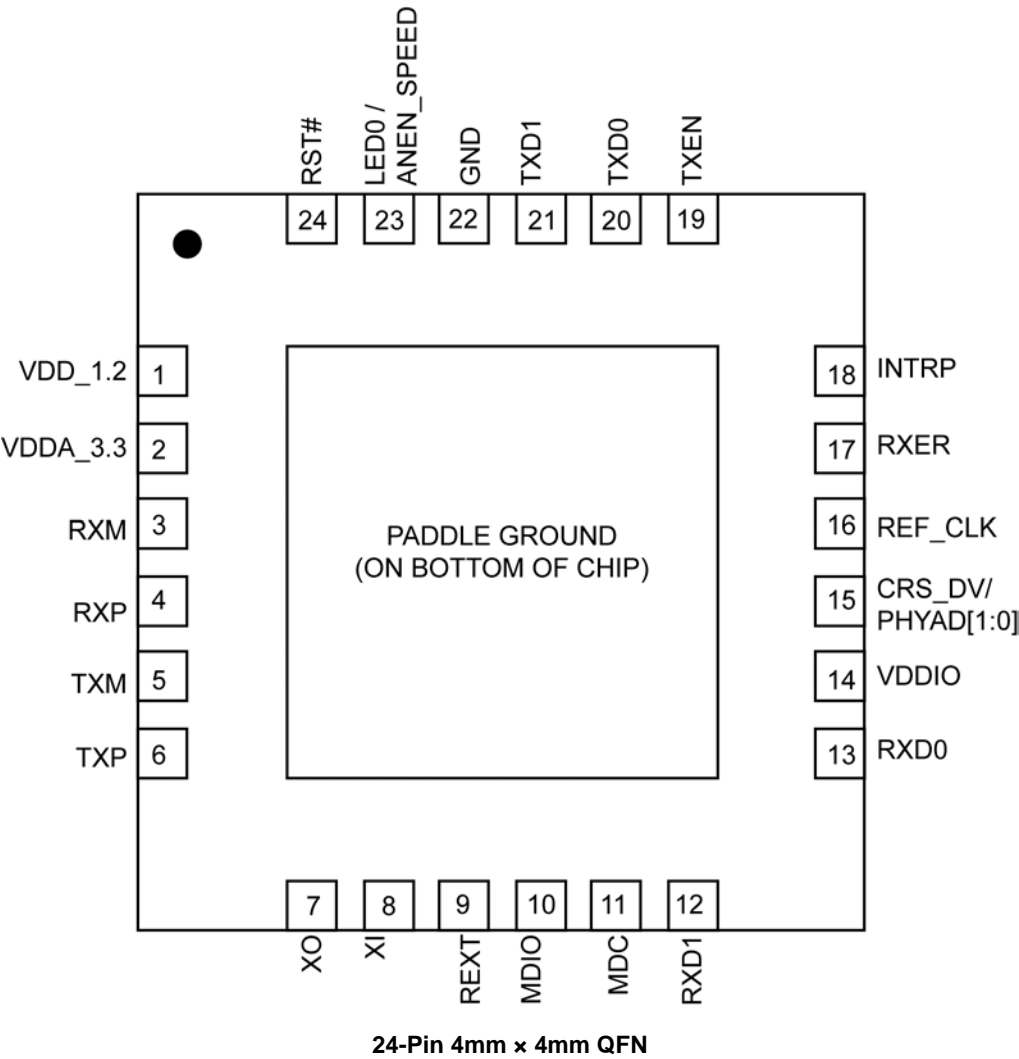 RST#
LED0 /
ANEN_SPEED
GND
TXD1
TXD0
TXEN
24
23
22
21
20
19
VDD_1.2
1
VDDA_3.3
2
RXM
3
RXP
4
TXM
5
TXP
6
PADDLE GROUND
(ON BOTTOM OF CHIP)
18
INTRP
17
RXER
16
REF_CLK
15
CRS_DV/
PHYAD[1:0]
14
VDDIO
13
RXD0
7
8
9
10
11
12
XO
XI
REXT
MDIO
MDC
RXD1
24-Pin 4mm × 4mm QFN